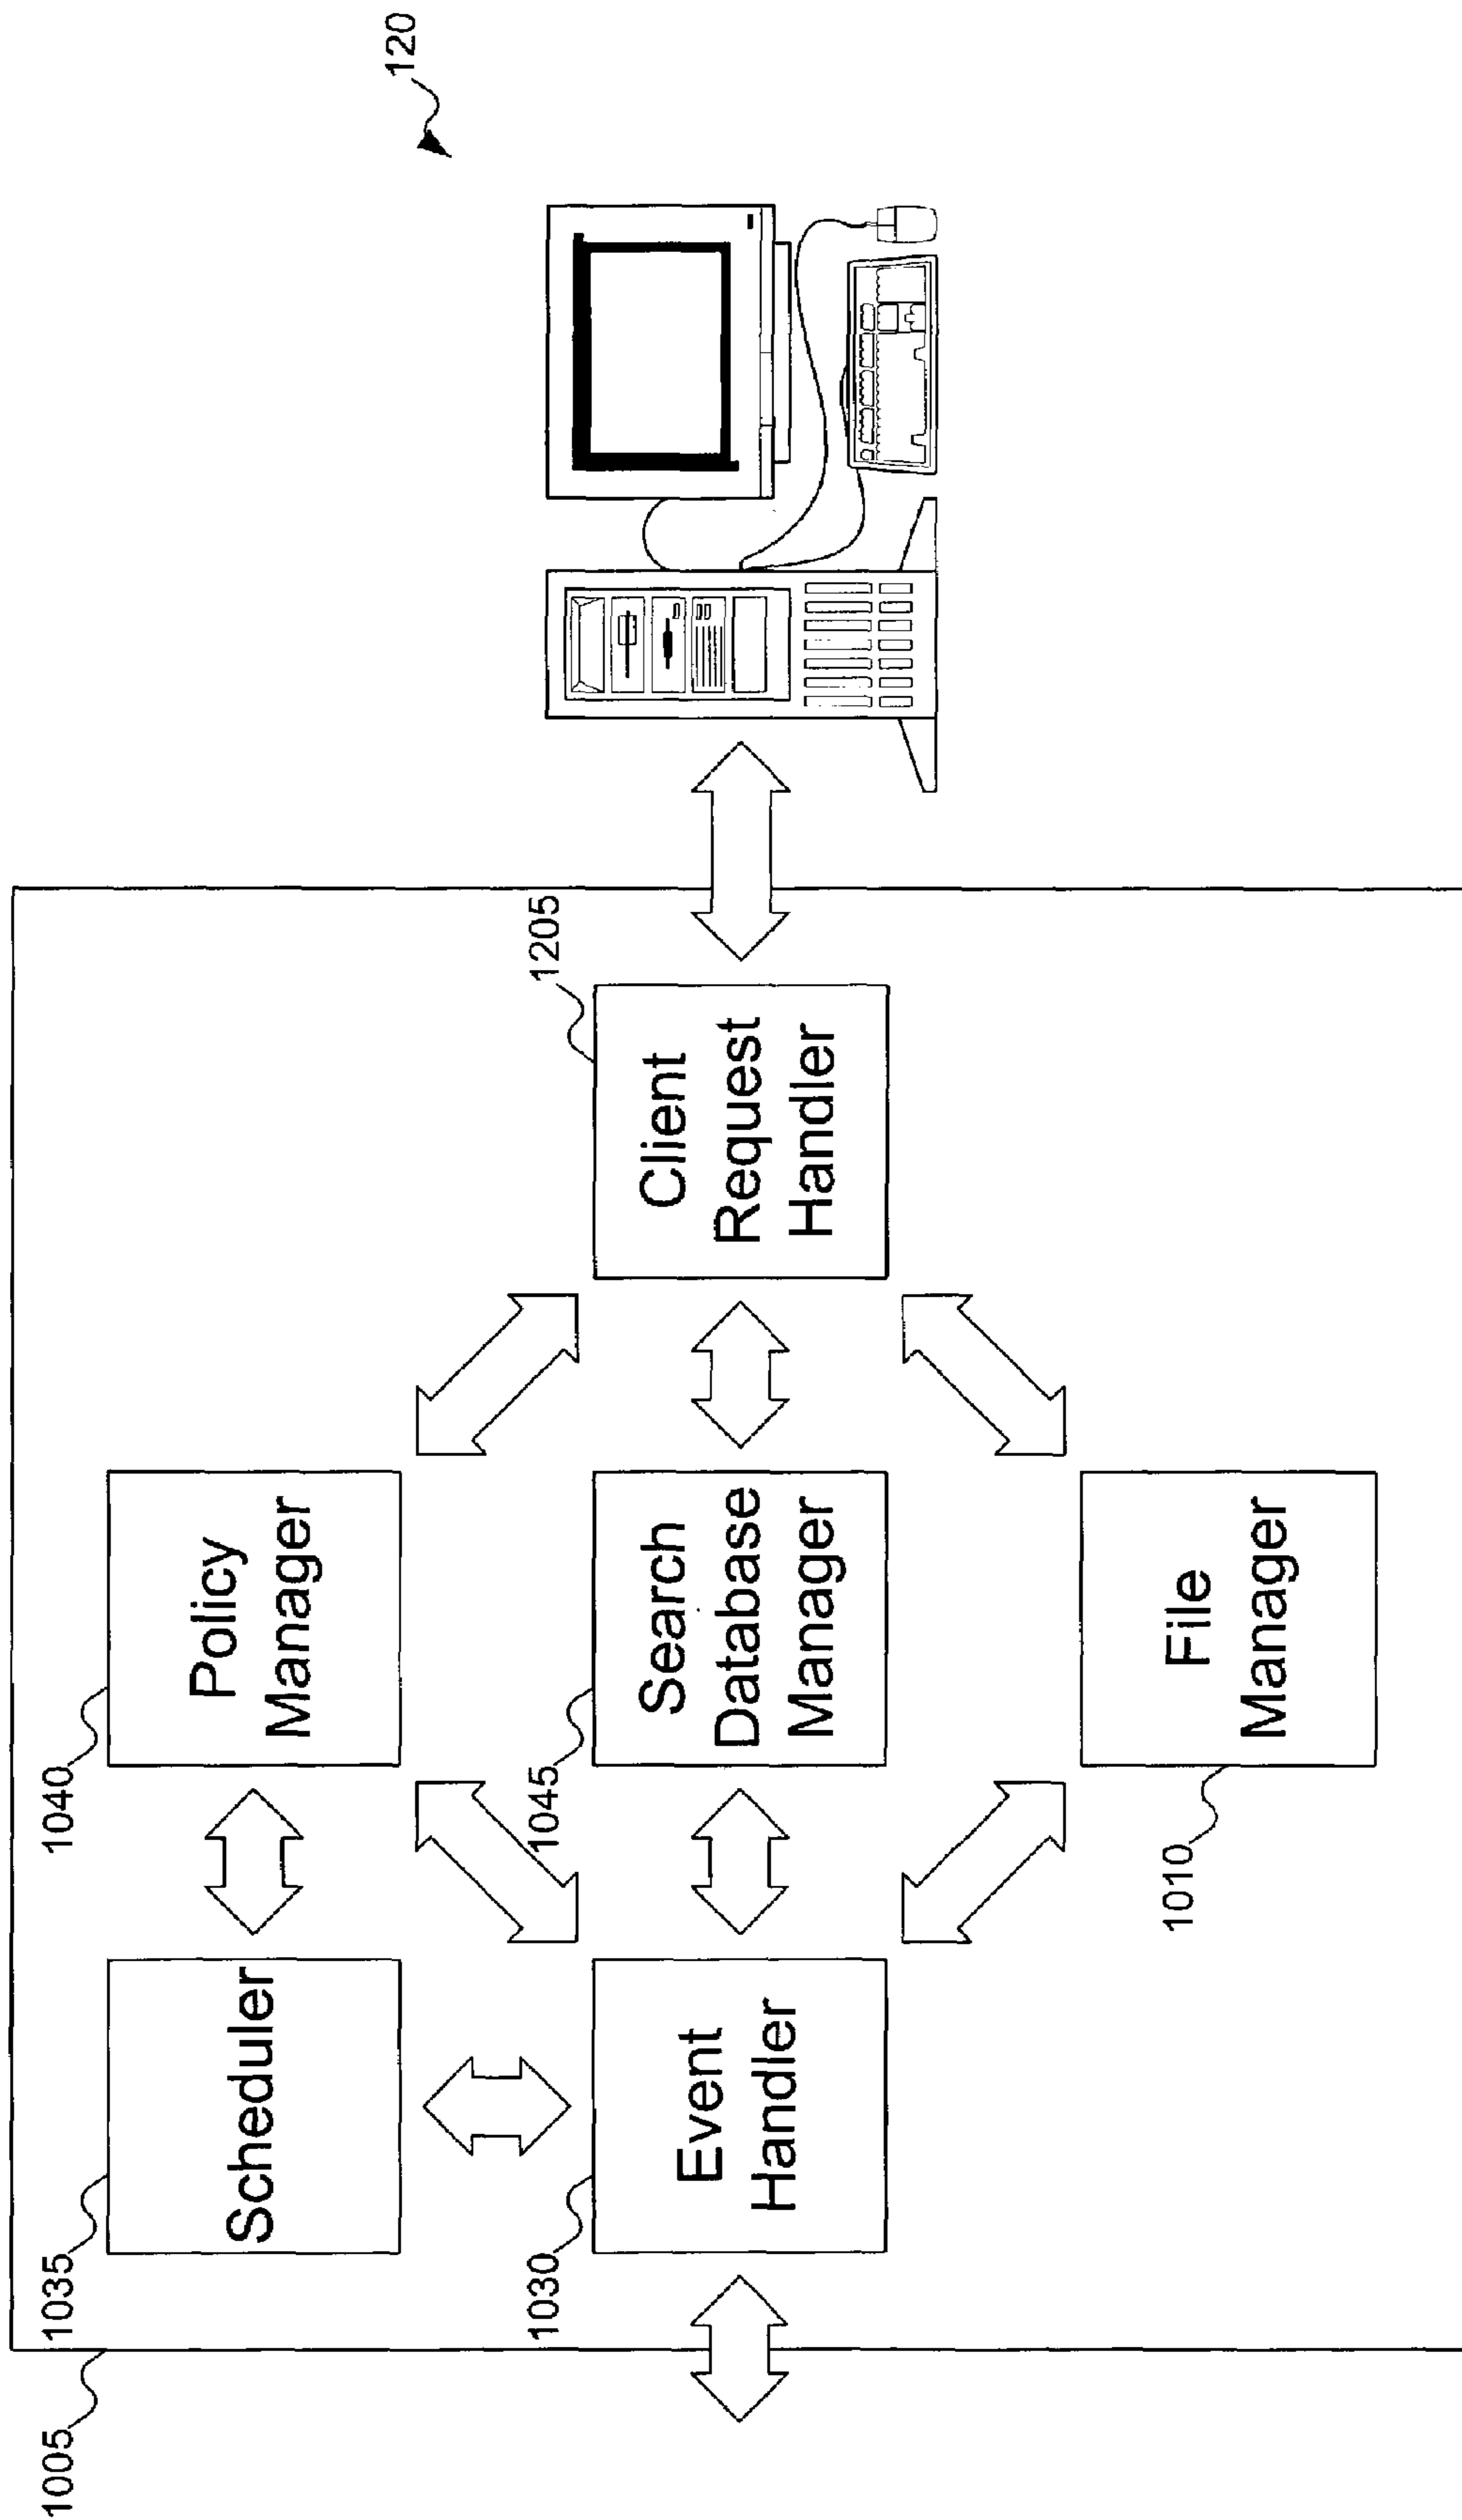 1005
1035
Scheduler
1040
Policy
Manager
120
1030
Event
Handler
1045
Search
Database
Manager
1205
Client
Request
Handler
1010
File
Manager